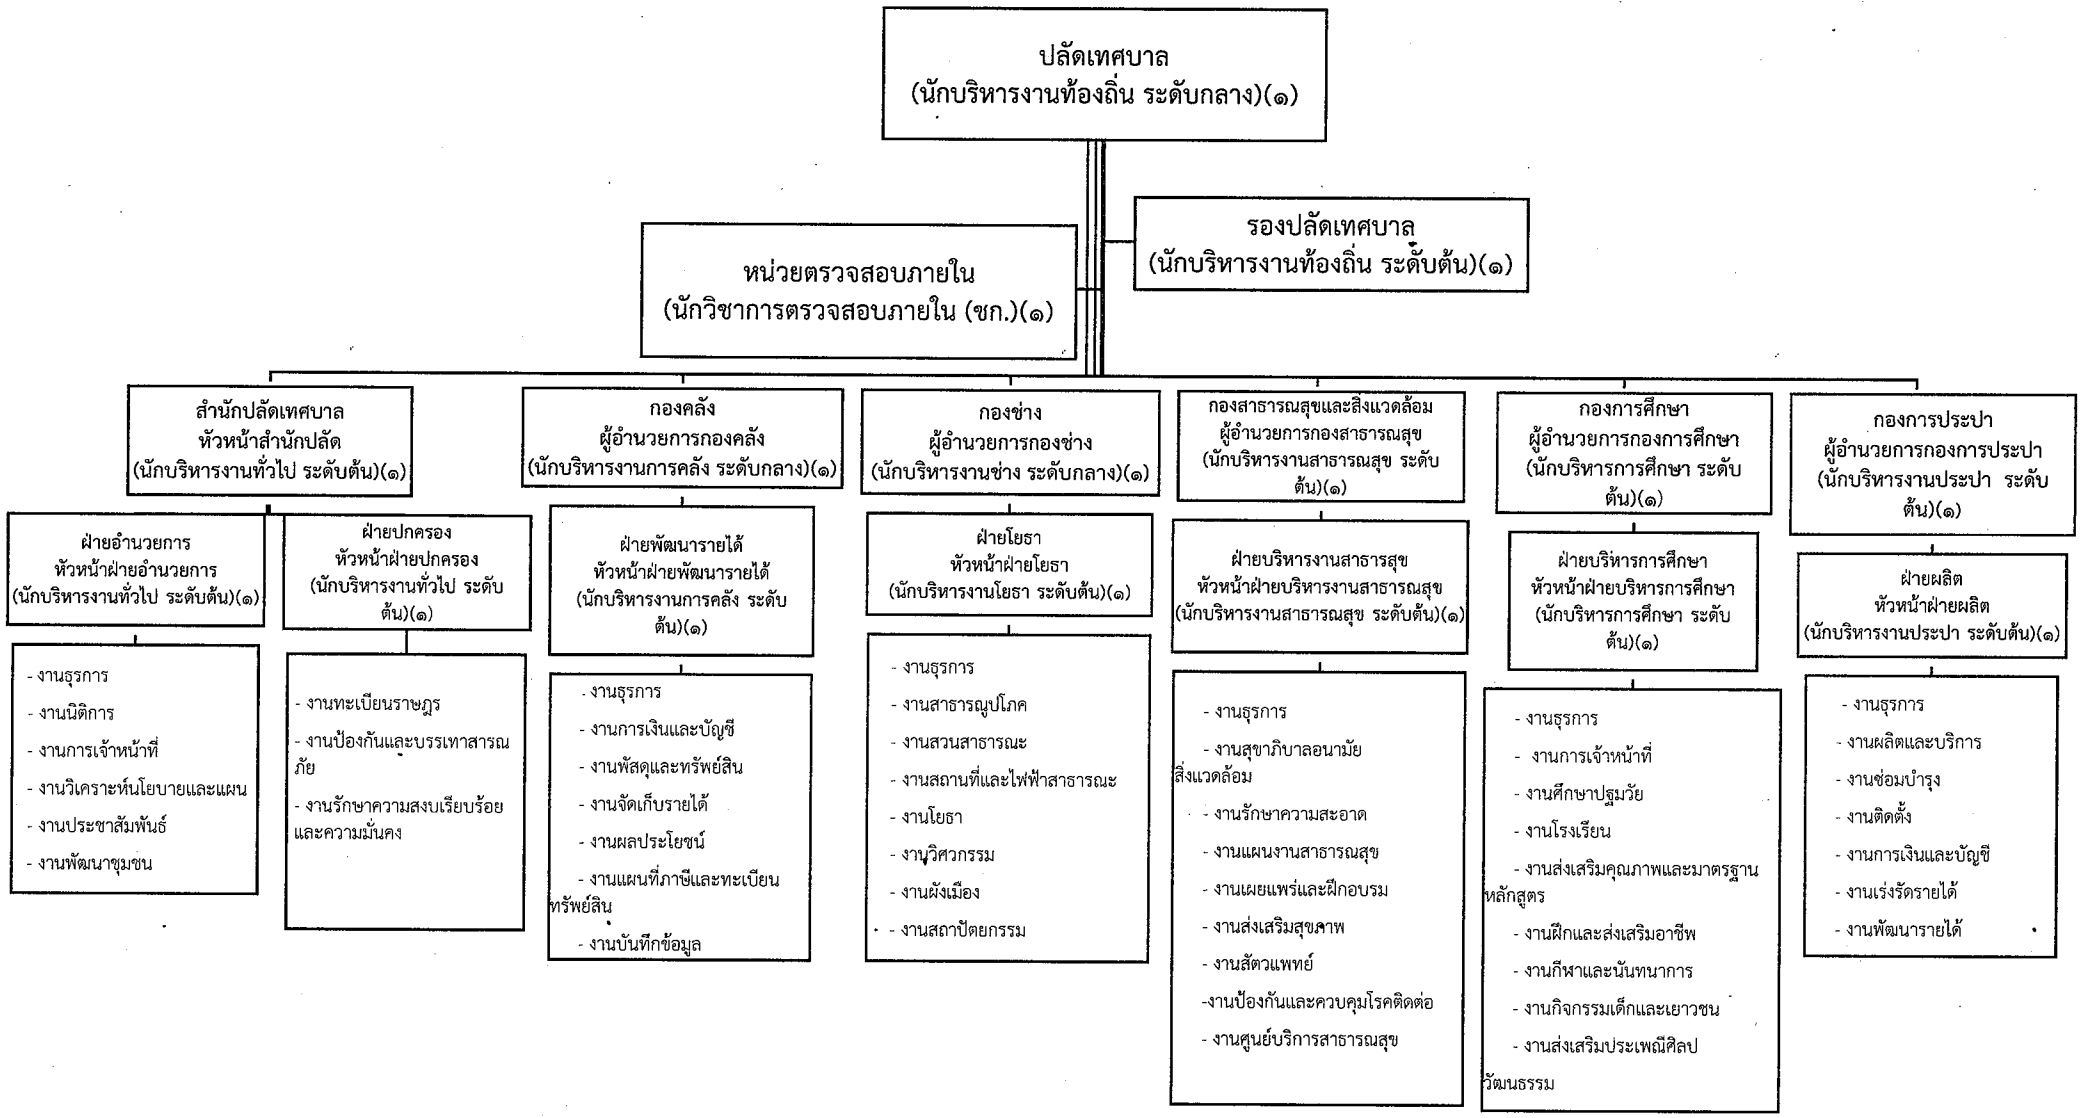 ปลัดเทศบาล
(นักบริหารงานท้องถิ่น ระดับกลาง)(๑)
รองปลัดเทศบาล
(นักบริหารงานท้องถิ่น ระดับต้น)(๑)
หน่วยตรวจสอบภายใน
(นักวิชาการตรวจสอบภายใน (ชก.)(๑)
สำนักปลัดเทศบาล
หัวหน้าสำนักปลัด
(นักบริหารงานทั่วไป ระดับต้น)(๑)
กองคลัง
ผู้อำนวยการกองคลัง
(นักบริหารงานการคลัง ระดับกลาง)(๑)
กองช่าง
ผู้อำนวยการกองช่าง
(นักบริหารงานช่าง ระดับกลาง)(๑)
กองสาธารณสุขและสิ่งแวดล้อม
ผู้อำนวยการกองสาธารณสุข
(นักบริหารงานสาธารณสุข ระดับ
ต้น)(๑)
กองการศึกษา
ผู้อำนวยการกองการศึกษา
(นักบริหารการศึกษา ระดับ
ต้น)(๑)
กองการประปา
ผู้อำนวยการกองการประปา
(นักบริหารงานประปา ระดับ
ต้น)(๑)
ฝ่ายอำนวยการ
หัวหน้าฝ่ายอำนวยการ
(นักบริหารงานทั่วไป ระดับต้น)(๑)
ฝ่ายปกครอง
หัวหน้าฝ่ายปกครอง
(นักบริหารงานทั่วไป ระดับ
ต้น)(๑)
ฝ่ายพัฒนารายได้
หัวหน้าฝ่ายพัฒนารายได้
(นักบริหารงานการคลัง ระดับ
ต้น)(๑)
ฝ่ายโยธา
หัวหน้าฝ่ายโยธา
(นักบริหารงานโยธา ระดับต้น)(๑)
ฝ่ายบริหารงานสาธารสุข
หัวหน้าฝ่ายบริหารงานสาธารณสุข
(นักบริหารงานสาธารณสุข ระดับต้น)(๑)
ฝ่ายบริหารการศึกษา
หัวหน้าฝ่ายบริหารการศึกษา
(นักบริหารการศึกษา ระดับ
ต้น)(๑)
ฝ่ายผลิต
หัวหน้าฝ่ายผลิต
(นักบริหารงานประปา ระดับต้น)(๑)
- งานธุรการ
- งานนิติการ
- งานการเจ้าหน้าที่
- งานวิเคราะห์นโยบายและแผน
- งานประชาสัมพันธ์
- งานพัฒนาชุมชน
- งานทะเบียนราษฎร
- งานป้องกันและบรรเทาสารณ
ภัย
- งานรักษาความสงบเรียบร้อย
และความมั่นคง
- งานธุรการ
- งานการเงินและบัญชี
- งานพัสดุและทรัพย์สิน
- งานจัดเก็บรายได้
- งานผลประโยชน์
- งานแผนที่ภาษีและทะเบียน
ทรัพย์สิน
- งานบันทึกข้อมูล
- งานธุรการ
- งานสาธารณูปโภค
- งานสวนสาธารณะ
- งานสถานที่และไฟฟ้าสาธารณะ
- งานโยธา
- งานวิศวกรรม
- งานผังเมือง
- งานสถาปัตยกรรม
- งานธุรการ
- งานสุขาภิบาลอนามัย
สิ่งแวดล้อม
- งานรักษาความสะอาด
- งานแผนงานสาธารณสุข
- งานเผยแพร่และฝึกอบรม
- งานส่งเสริมสุขภาพ
- งานสัตวแพทย์
-งานป้องกันและควบคุมโรคติดต่อ
- งานศูนย์บริการสาธารณสุข
- งานธุรการ
- งานการเจ้าหน้าที่
- งานศึกษาปฐมวัย
- งานโรงเรียน
- งานส่งเสริมคุณภาพและมาตรฐาน
หลักสูตร
- งานฝึกและส่งเสริมอาชีพ
- งานกีฬาและนันทนาการ
- งานกิจกรรมเด็กและเยาวชน
- งานส่งเสริมประเพณีศิลป
วัฒนธรรม
- งานธุรการ
- งานผลิตและบริการ
- งานซ่อมบำรุง
- งานติดตั้ง
- งานการเงินและบัญชี
- งานเร่งรัดรายได้
- งานพัฒนารายได้